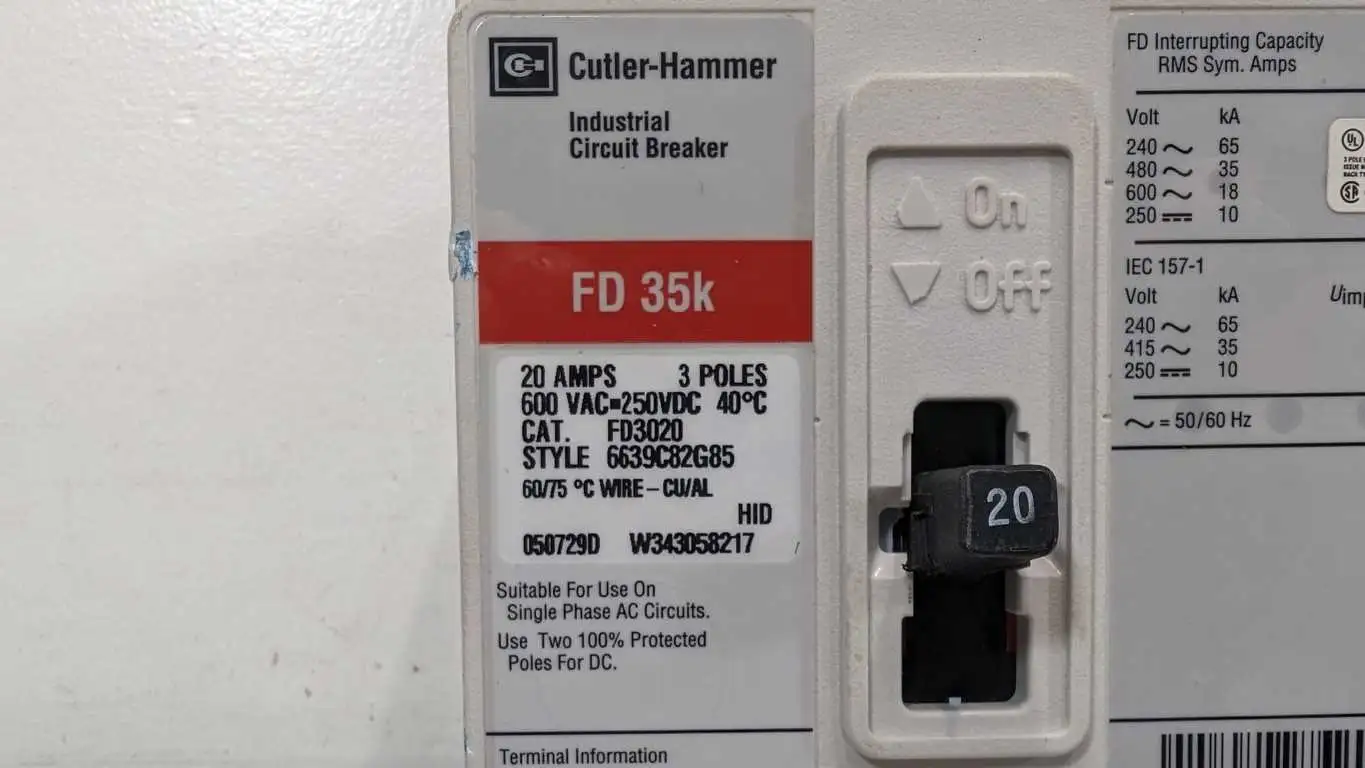 Cutler-Hammer
Industrial
Circuit Breaker
FD 35k
20 AMPS 3 POLES
600 VAC=250VDC 40°C
CAT. FD3020
STYLE 6639C82G85
60/75 °C WIRE – CU/AL
HID
050729D W343058217
Suitable For Use On
Single Phase AC Circuits.
Use Two 100% Protected
Poles For DC.
Terminal Information
On
Off
20
FD Interrupting Capacity
RMS Sym. Amps
Volt kA
240 ~ 65
480 ~ 35
600 ~ 18
250 ⎓ 10
IEC 157-1
Volt kA Uimp
240 ~ 65
415 ~ 35
250 ⎓ 10
~ = 50/60 Hz
UL
3 POLE